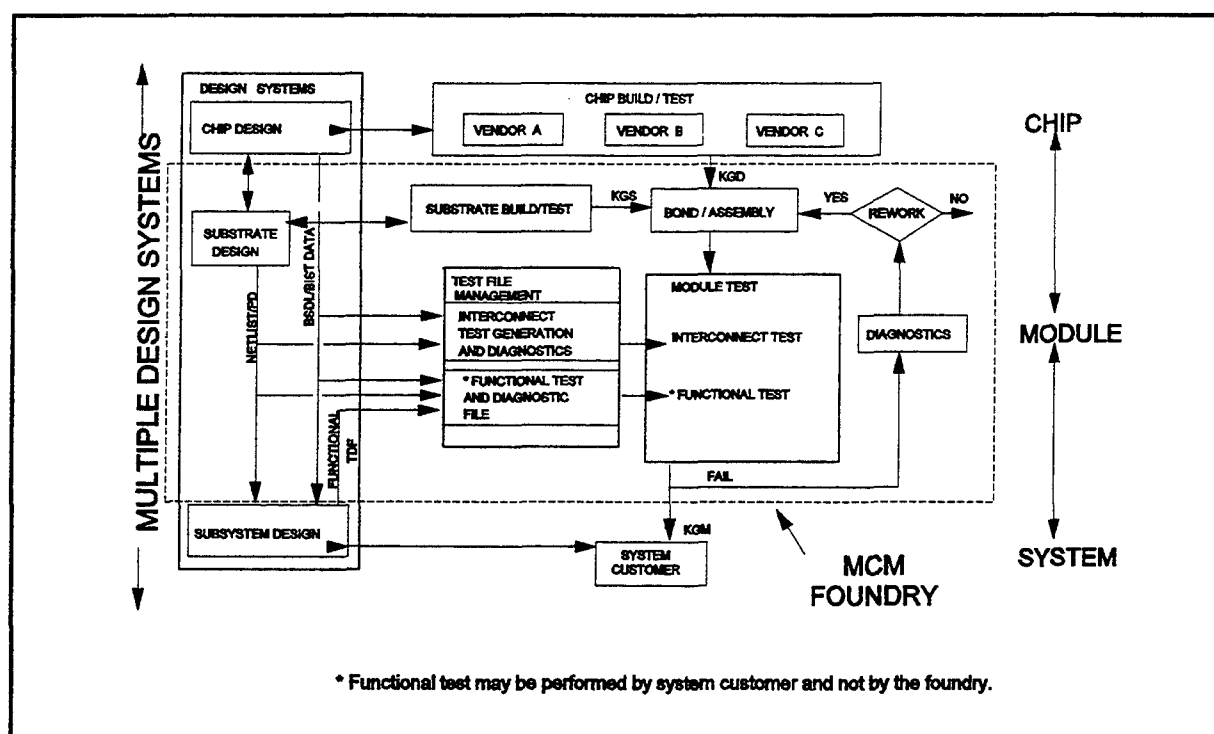 MULTIPLE DESIGN SYSTEMS
DESIGN SYSTEMS
CHIP DESIGN
CHIP BUILD / TEST
VENDOR A
VENDOR B
VENDOR C
CHIP
KGD
SUBSTRATE BUILD/TEST
KGS
BOND / ASSEMBLY
YES
REWORK
NO
SUBSTRATE
DESIGN
NETLIST/PD
BSDL/BIST DATA
TEST FILE
MANAGEMENT
INTERCONNECT
TEST GENERATION
AND DIAGNOSTICS
* FUNCTIONAL TEST
AND DIAGNOSTIC
FILE
MODULE TEST
INTERCONNECT TEST
* FUNCTIONAL TEST
DIAGNOSTICS
MODULE
FUNCTIONAL
TDF
FAIL
SUBSYSTEM DESIGN
KGM
SYSTEM
CUSTOMER
MCM
FOUNDRY
SYSTEM
* Functional test may be performed by system customer and not by the foundry.